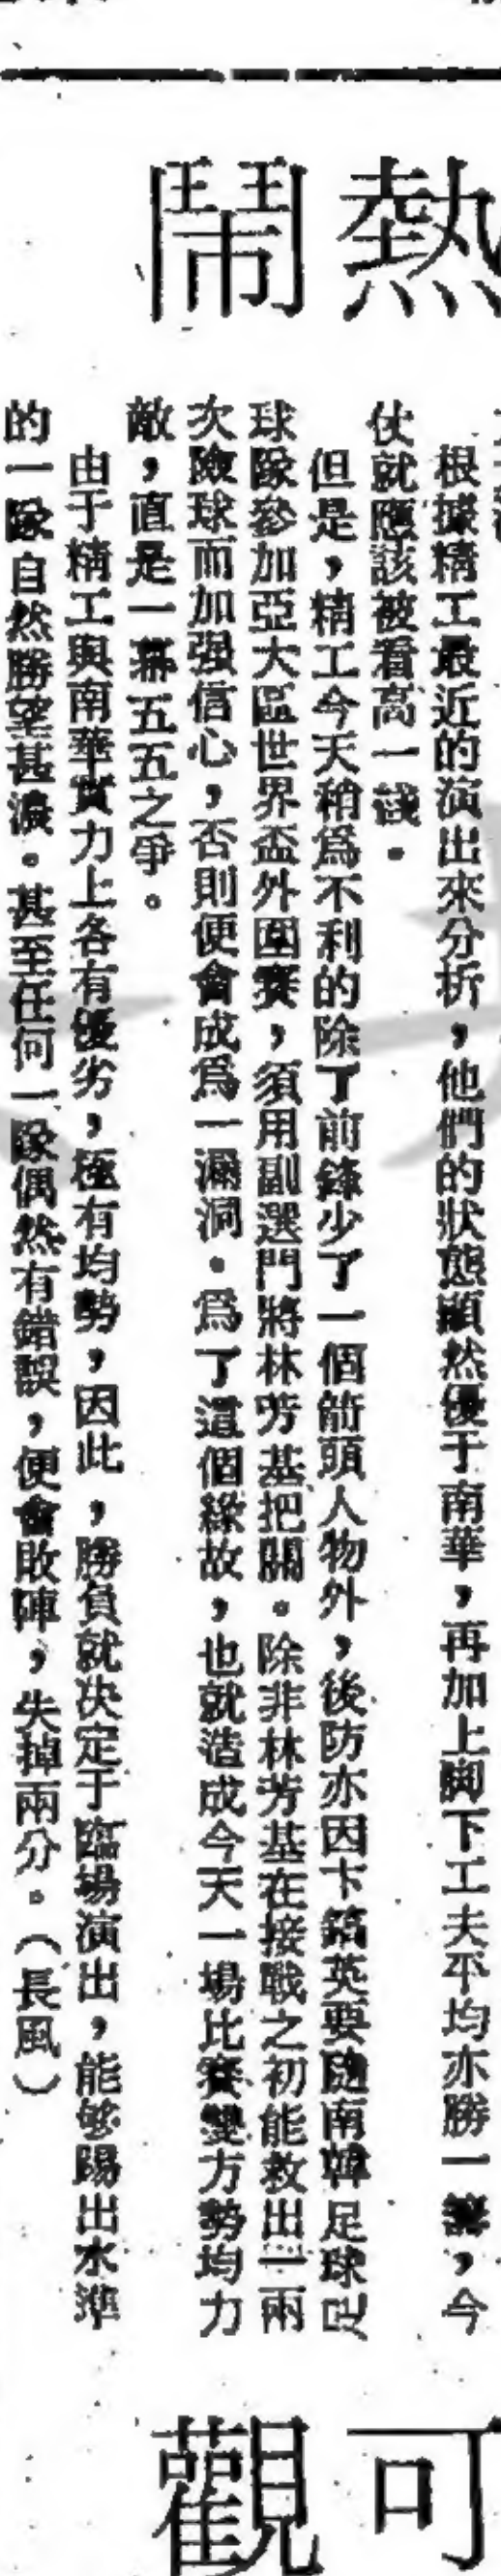 熱鬧
可觀
根據精工最近的演出來分析，他們的狀態顯然優于南華，再加上脚下工夫平均亦勝一籌，今
伏就應該被看高一綫。
但是，精工今天稍爲不利的除了前鋒少了一個箭頭人物外，後防亦因卞鎬英要隨南韓足球
球隊參加亞大區世界盃外圍賽，須用副選門將林芳基把關。除非林芳基在接戰之初能救出一兩
次險球而加强信心，否則便會成爲一漏洞。爲了這個緣故，也就造成今天一場比賽雙方勢均力
敵，直是一幕五五之爭。
由于精工與南華實力上各有優劣，極有均勢，因此，勝負就决定于臨場演出，能够踢出水準
的一隊自然勝望甚濃。甚至任何一隊偶然有錯誤，便會敗陣，失掉兩分。（長風）